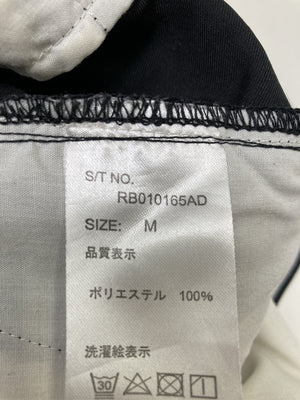 S/T NO.
RB010165AD
SIZE: M
品質表示
ポリエステル 100%
洗濯絵表示
30